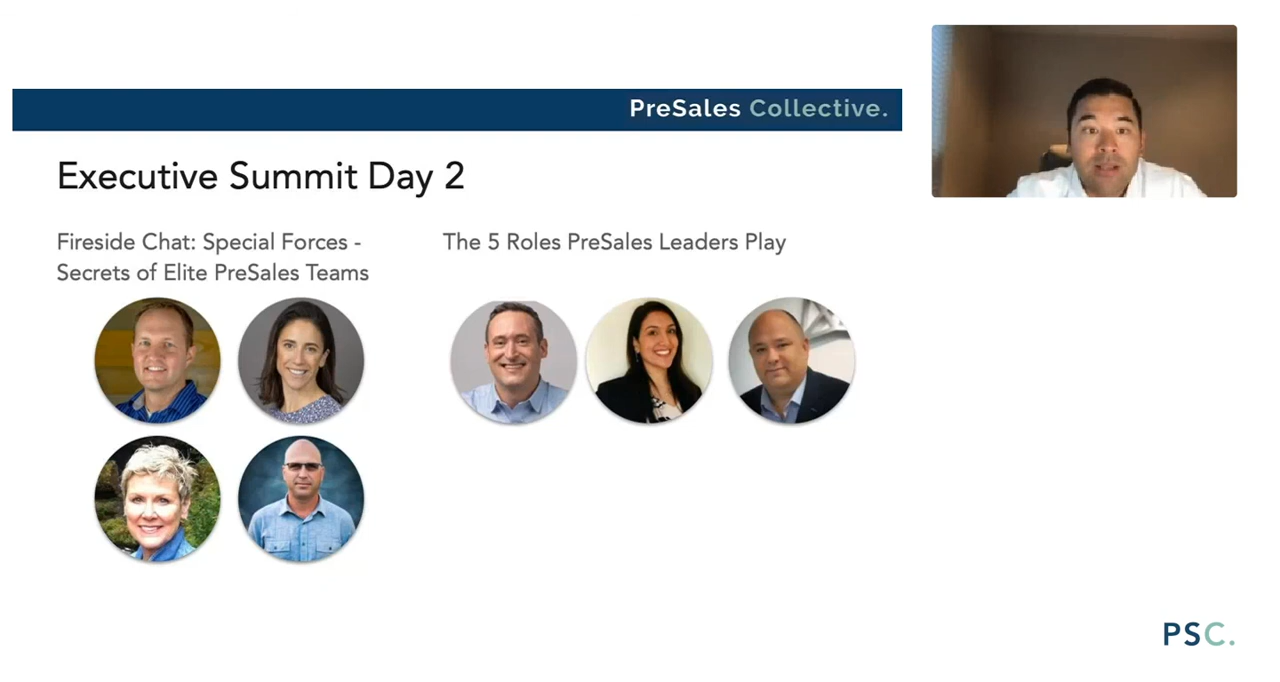 PreSales Collective.
Executive Summit Day 2
Fireside Chat: Special Forces -
Secrets of Elite PreSales Teams
The 5 Roles PreSales Leaders Play
PSC.